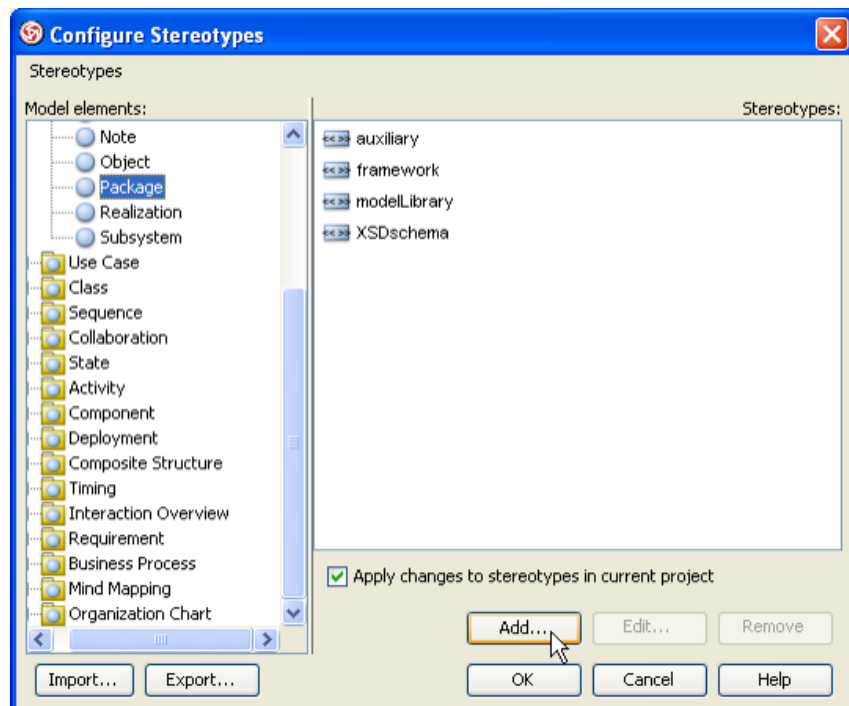 Configure Stereotypes
Stereotypes
Model elements:
Stereotypes:
Note
Object
Package
Realization
Subsystem
Use Case
Class
Sequence
Collaboration
State
Activity
Component
Deployment
Composite Structure
Timing
Interaction Overview
Requirement
Business Process
Mind Mapping
Organization Chart
<< >> auxiliary
<< >> framework
<< >> modelLibrary
<< >> XSDschema
Apply changes to stereotypes in current project
Add... Edit... Remove
Import... Export... OK Cancel Help